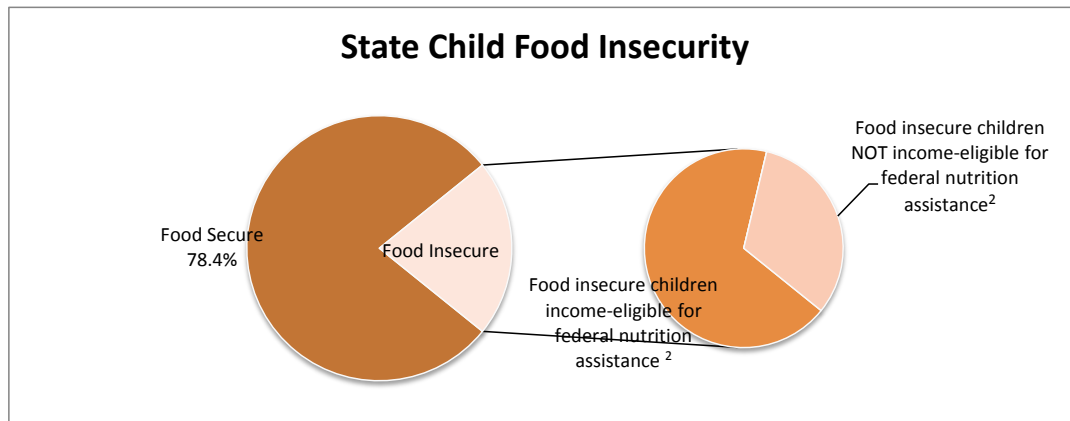 State Child Food Insecurity
Food Secure
78.4%
Food Insecure
Food insecure children
income-eligible for
federal nutrition
assistance ²
Food insecure children
NOT income-eligible for
federal nutrition
assistance²